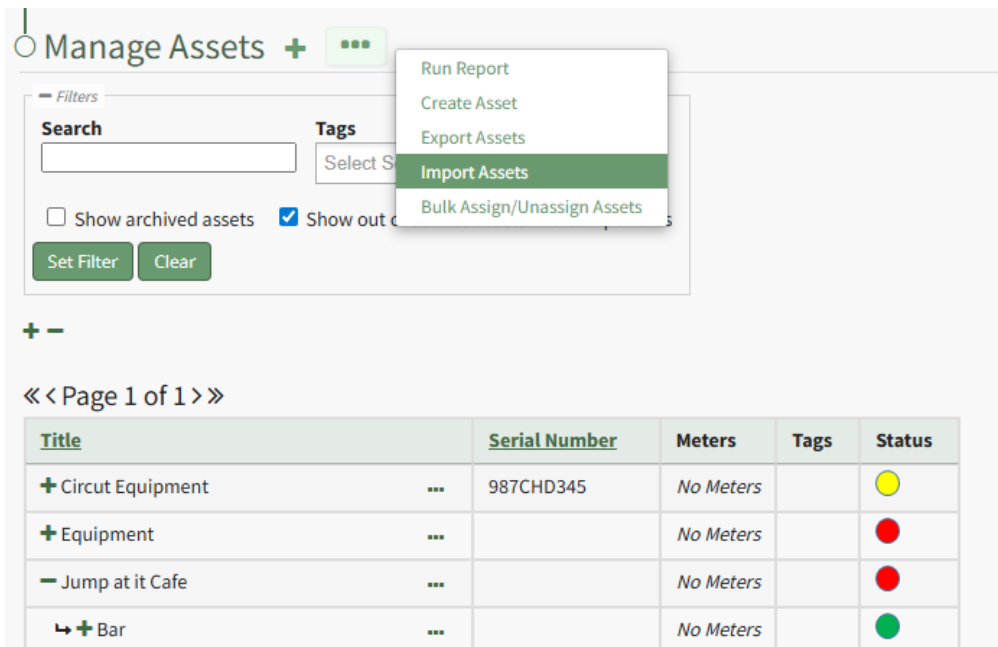 Manage Assets
Run Report
Create Asset
Export Assets
Import Assets
Bulk Assign/Unassign Assets
Filters
Search
Tags
Select S
Show archived assets
Show out
Set Filter
Clear
Page 1 of 1
Title Serial Number Meters Tags Status
Circut Equipment 987CHD345 No Meters
Equipment No Meters
Jump at it Cafe No Meters
Bar No Meters